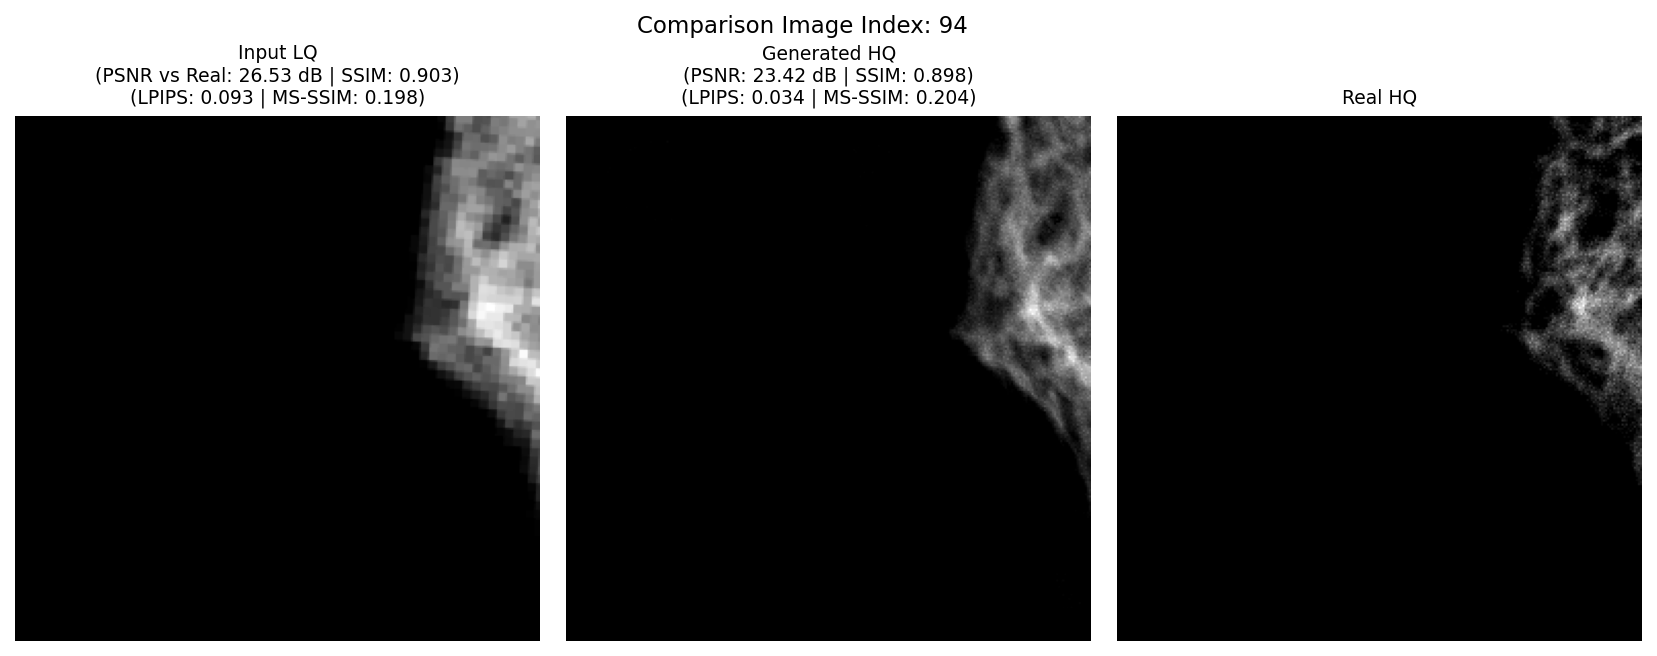 Comparison Image Index: 94
Input LQ
(PSNR vs Real: 26.53 dB | SSIM: 0.903)
(LPIPS: 0.093 | MS-SSIM: 0.198)
Generated HQ
(PSNR: 23.42 dB | SSIM: 0.898)
(LPIPS: 0.034 | MS-SSIM: 0.204)
Real HQ